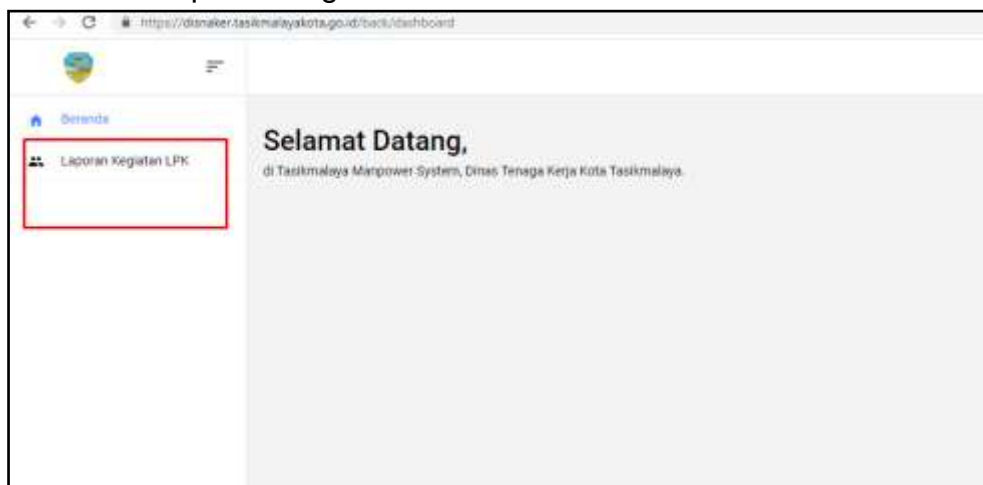 https://disnaker.tasikmalayakota.go.id/back/dashboard
Beranda
Laporan Kegiatan LPK
Selamat Datang,
di Tasikmalaya Manpower System, Dinas Tenaga Kerja Kota Tasikmalaya.